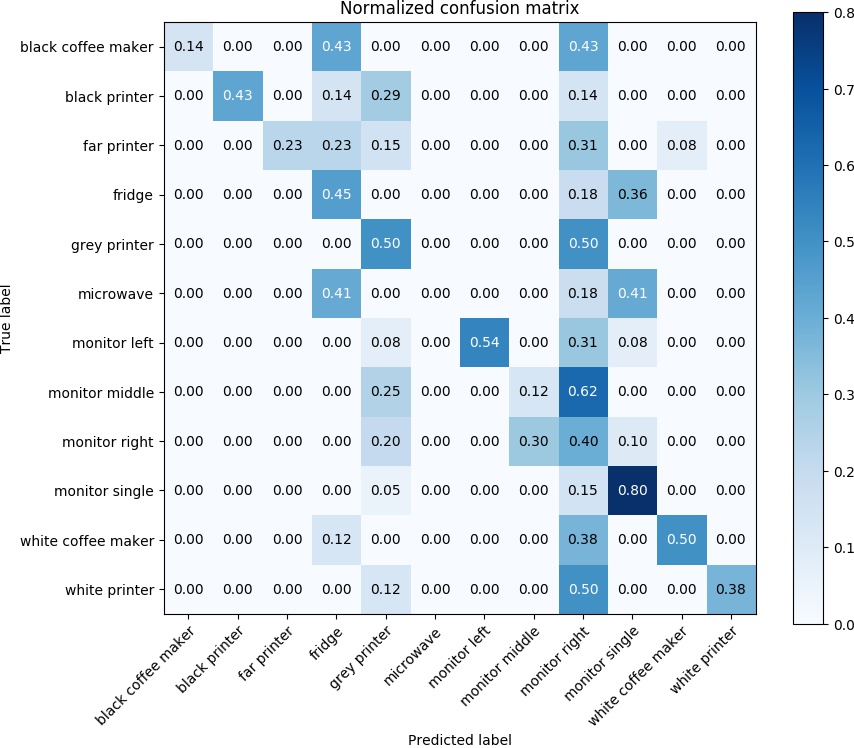 Normalized confusion matrix
black coffee maker 0.14 0.00 0.00 0.43 0.00 0.00 0.00 0.00 0.43 0.00 0.00 0.00
black printer 0.00 0.43 0.00 0.14 0.29 0.00 0.00 0.00 0.14 0.00 0.00 0.00
far printer 0.00 0.00 0.23 0.23 0.15 0.00 0.00 0.00 0.31 0.00 0.08 0.00
fridge 0.00 0.00 0.00 0.45 0.00 0.00 0.00 0.00 0.18 0.36 0.00 0.00
grey printer 0.00 0.00 0.00 0.00 0.50 0.00 0.00 0.00 0.50 0.00 0.00 0.00
microwave 0.00 0.00 0.00 0.41 0.00 0.00 0.00 0.00 0.18 0.41 0.00 0.00
monitor left 0.00 0.00 0.00 0.00 0.08 0.00 0.54 0.00 0.31 0.08 0.00 0.00
monitor middle 0.00 0.00 0.00 0.00 0.25 0.00 0.00 0.12 0.62 0.00 0.00 0.00
monitor right 0.00 0.00 0.00 0.00 0.20 0.00 0.00 0.30 0.40 0.10 0.00 0.00
monitor single 0.00 0.00 0.00 0.00 0.05 0.00 0.00 0.00 0.15 0.80 0.00 0.00
white coffee maker 0.00 0.00 0.00 0.12 0.00 0.00 0.00 0.00 0.38 0.00 0.50 0.00
white printer 0.00 0.00 0.00 0.00 0.12 0.00 0.00 0.00 0.50 0.00 0.00 0.38
True label
black coffee maker
black printer
far printer
fridge
grey printer
microwave
monitor left
monitor middle
monitor right
monitor single
white coffee maker
white printer
Predicted label
0.8
0.7
0.6
0.5
0.4
0.3
0.2
0.1
0.0